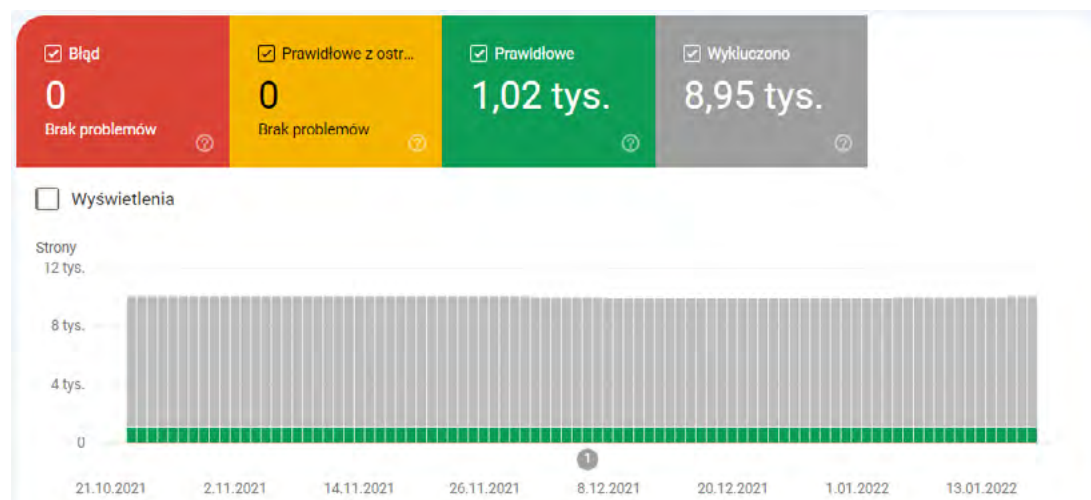 Błąd
0
Brak problemów
Prawidłowe z ostr...
0
Brak problemów
Prawidłowe
1,02 tys.
Wykluczono
8,95 tys.
Wyświetlenia
Strony
12 tys.
8 tys.
4 tys.
0
1
21.10.2021 2.11.2021 14.11.2021 26.11.2021 8.12.2021 20.12.2021 1.01.2022 13.01.2022